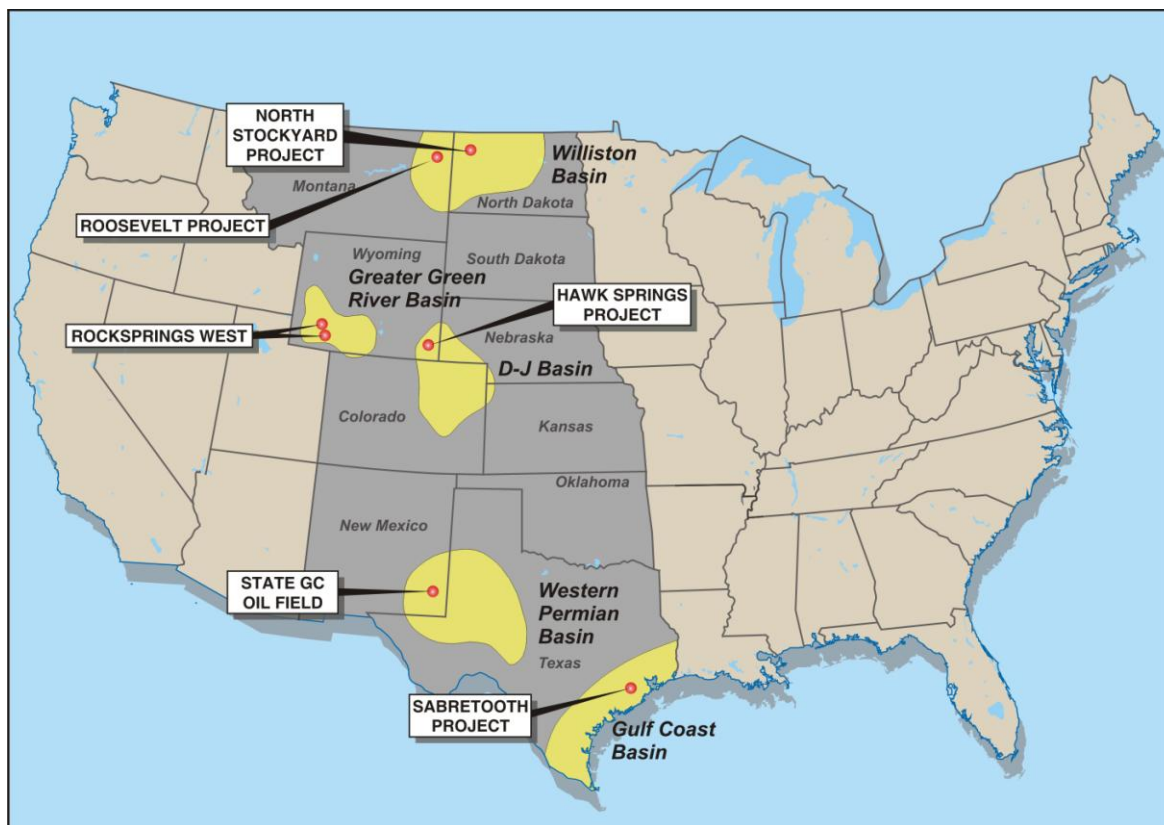 NORTH
STOCKYARD
PROJECT
Williston
Basin
Montana
North Dakota
ROOSEVELT PROJECT
Wyoming
South Dakota
Greater Green
River Basin
HAWK SPRINGS
PROJECT
ROCKSPRINGS WEST
Nebraska
D-J Basin
Colorado
Kansas
Oklahoma
New Mexico
STATE GC
OIL FIELD
Western
Permian
Basin
Texas
SABRETOOTH
PROJECT
Gulf Coast
Basin